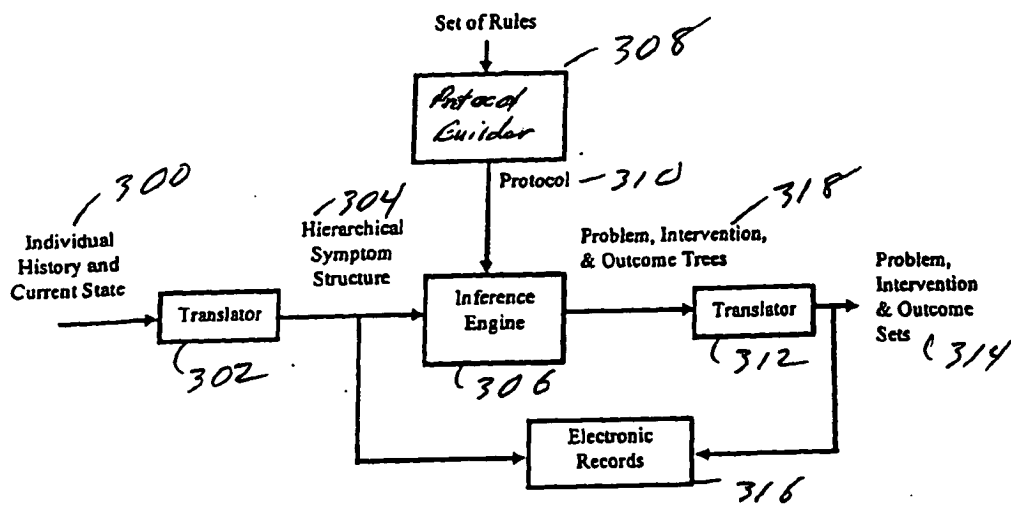 Set of Rules
308
Protocol
Builder
Protocol
310
300
304
318
Individual
History and
Current State
Hierarchical
Symptom
Structure
Problem, Intervention,
& Outcome Trees
Problem,
Intervention
& Outcome
Sets
314
Translator
302
Inference
Engine
306
Translator
312
Electronic
Records
316